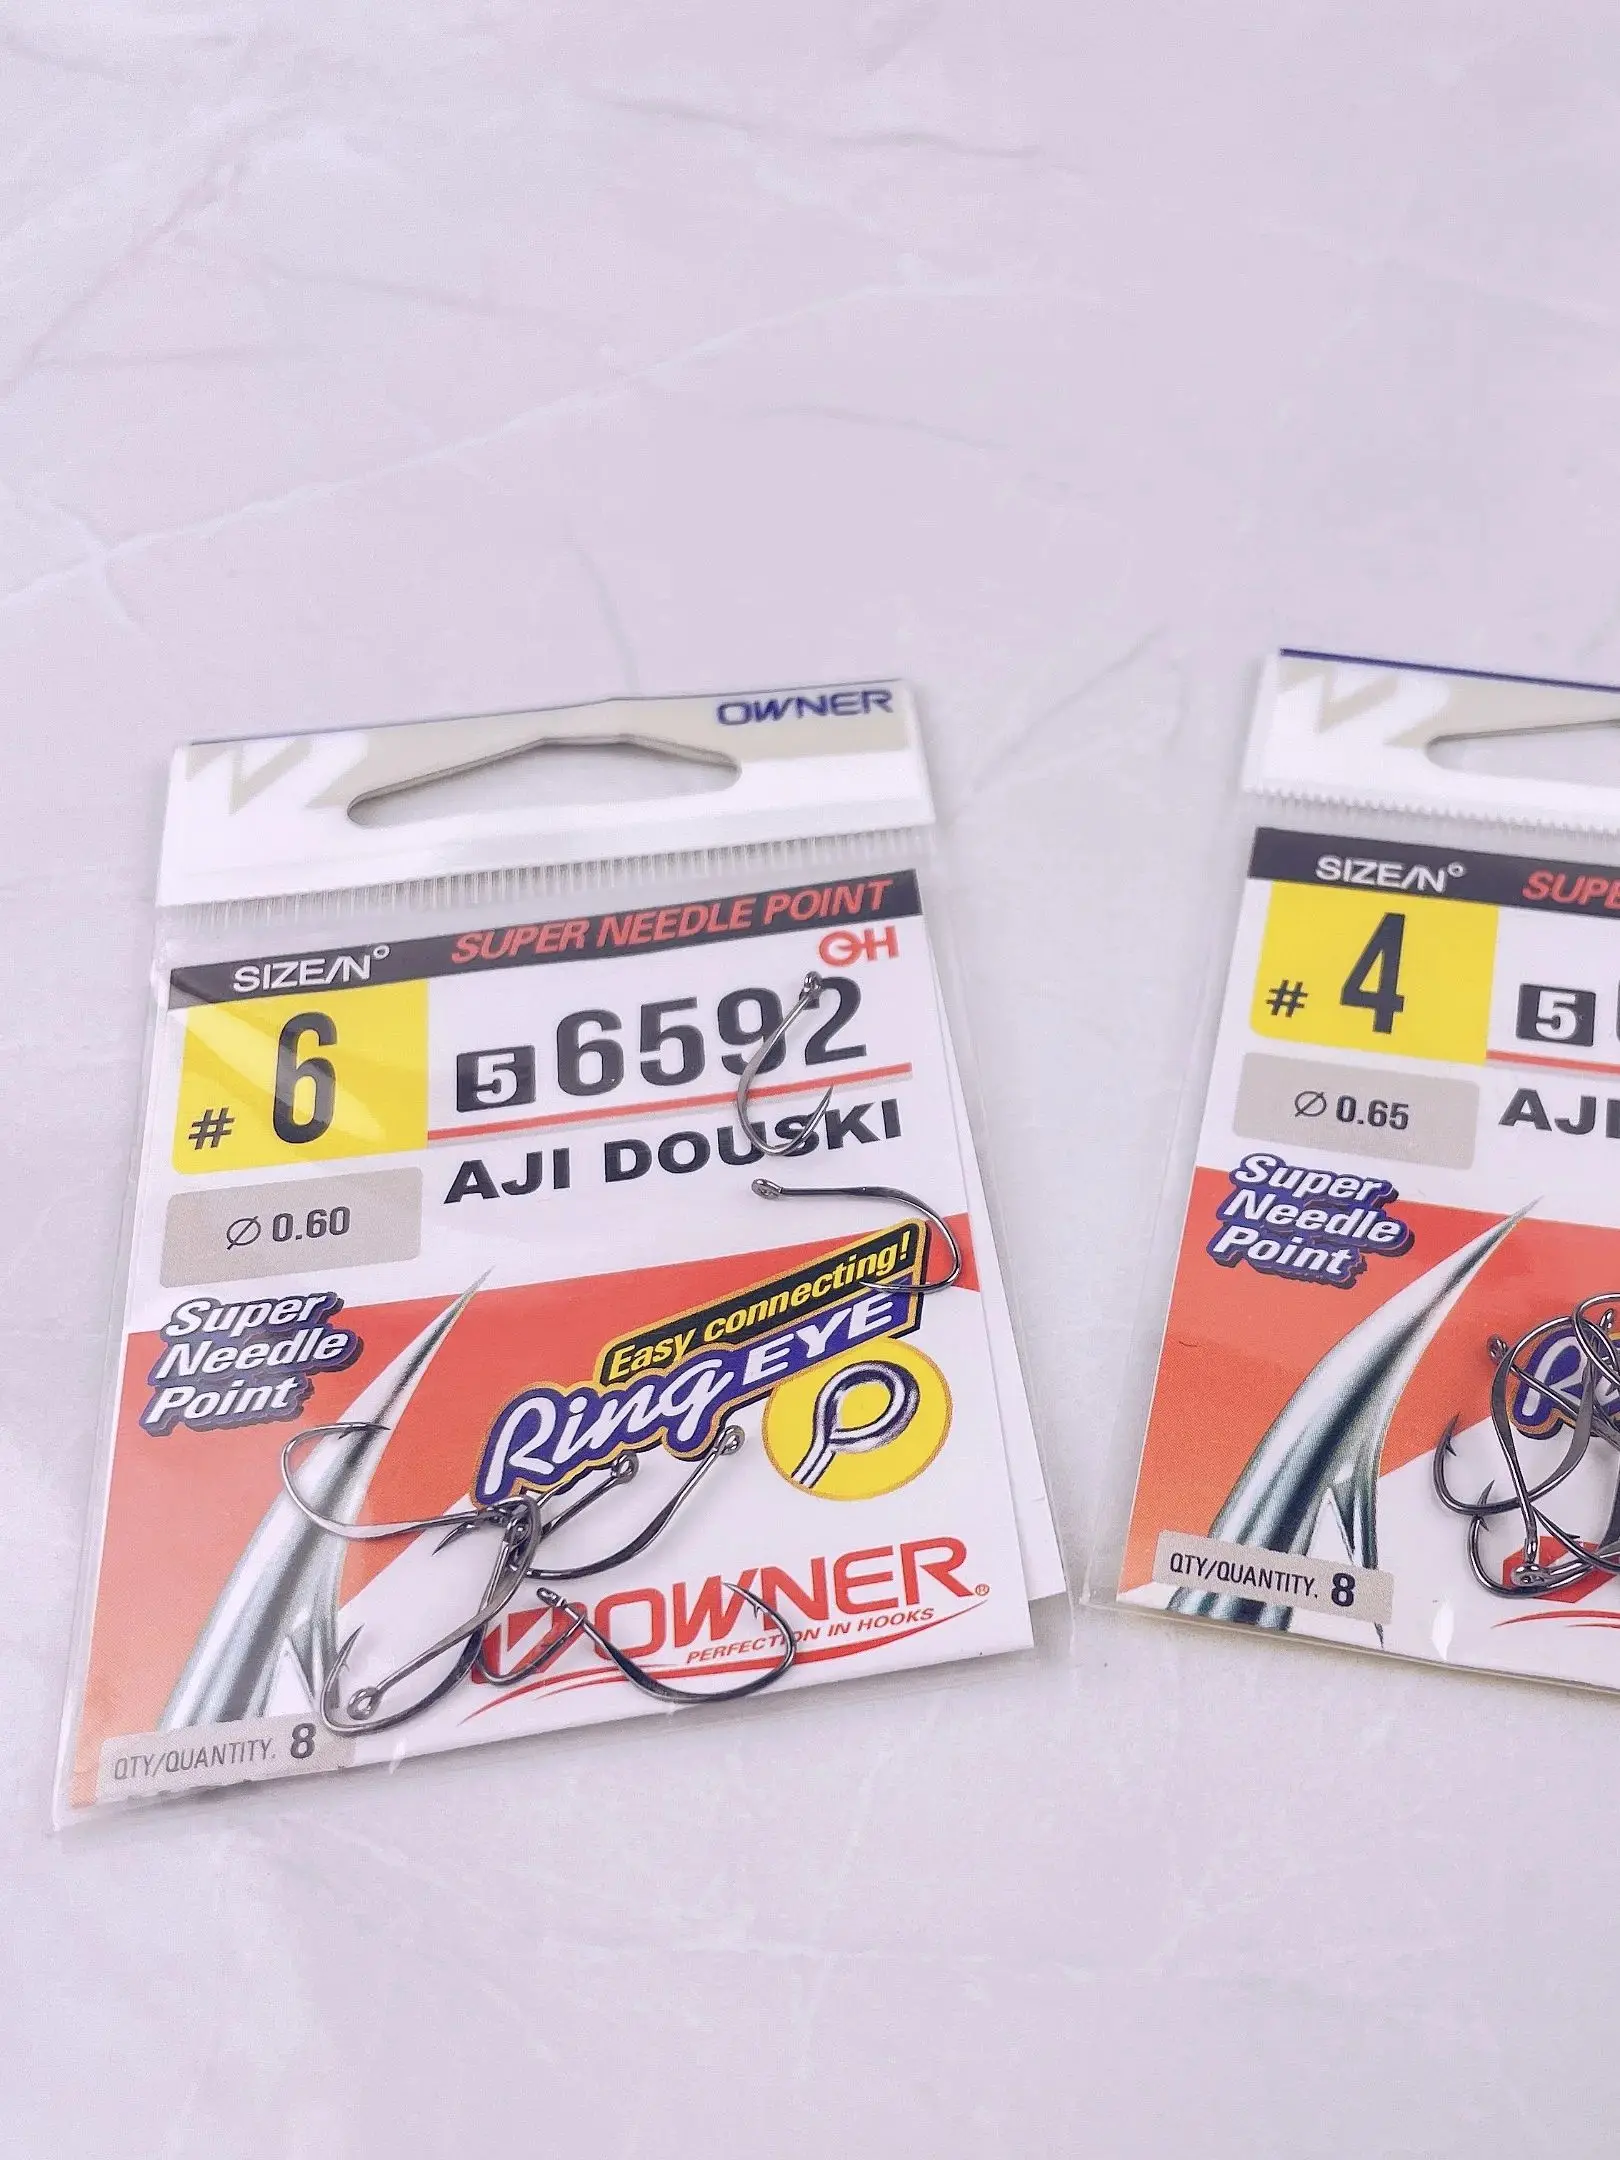 OWNER
SIZE/N° SUPER NEEDLE POINT
OH
# 6
5 6592
AJI DOUSKI
Ø 0.60
Super
Needle
Point
Easy connecting!
Ring EYE
OWNER®
PERFECTION IN HOOKS
QTY/QUANTITY. 8
SIZE/N°
# 4
5
AJI
Ø 0.65
Super
Needle
Point
QTY/QUANTITY. 8